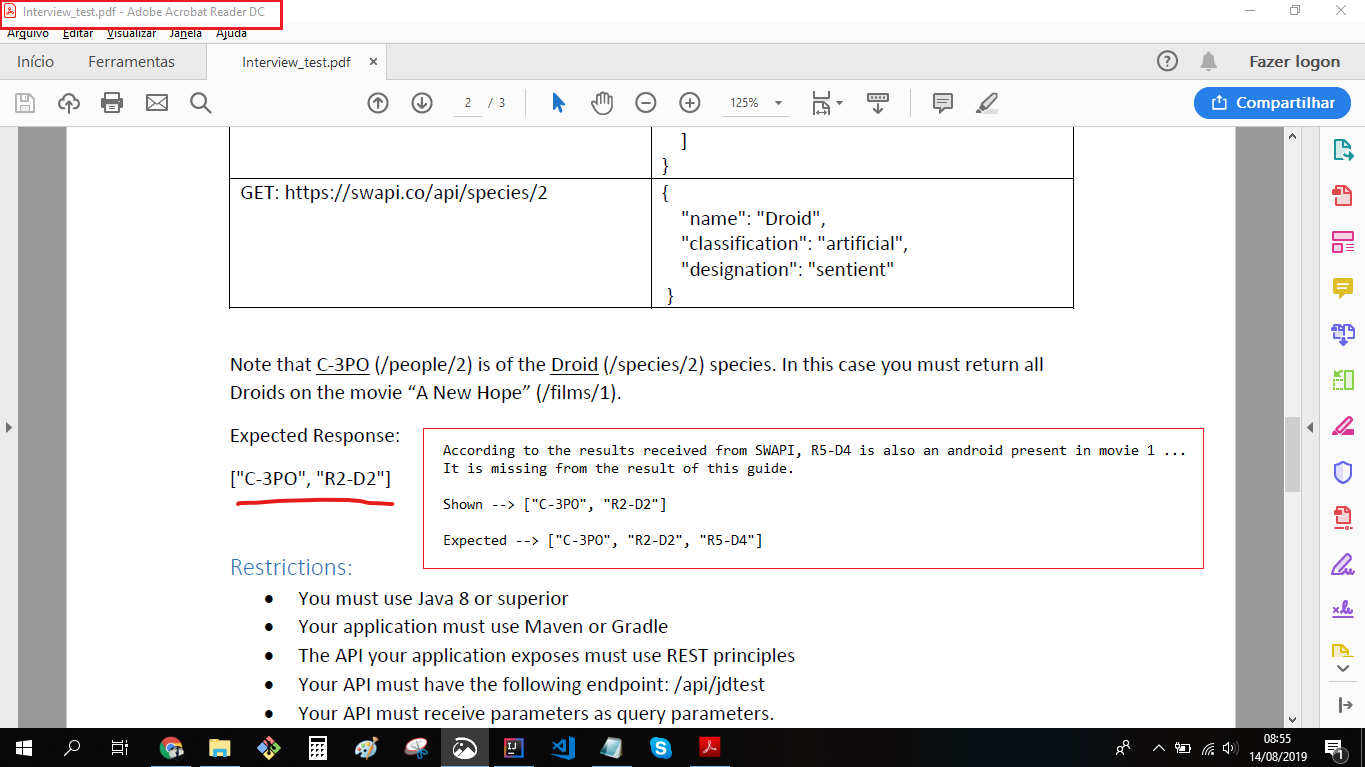 Interview_test.pdf - Adobe Acrobat Reader DC
Arquivo Editar Visualizar Janela Ajuda
Início Ferramentas Interview_test.pdf × Fazer logon
2 / 3 125% Compartilhar
]
}
GET: https://swapi.co/api/species/2
{
"name": "Droid",
"classification": "artificial",
"designation": "sentient"
}
Note that C-3PO (/people/2) is of the Droid (/species/2) species. In this case you must return all
Droids on the movie “A New Hope” (/films/1).
Expected Response:
["C-3PO", "R2-D2"]
According to the results received from SWAPI, R5-D4 is also an android present in movie 1 ...
It is missing from the result of this guide.
Shown --> ["C-3PO", "R2-D2"]
Expected --> ["C-3PO", "R2-D2", "R5-D4"]
Restrictions:
• You must use Java 8 or superior
• Your application must use Maven or Gradle
• The API your application exposes must use REST principles
• Your API must have the following endpoint: /api/jdtest
• Your API must receive parameters as query parameters.
08:55
14/08/2019
1